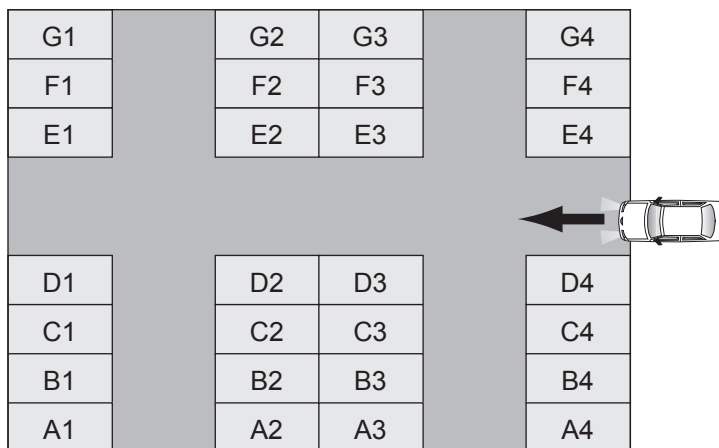 G1 G2 G3 G4
F1 F2 F3 F4
E1 E2 E3 E4
D1 D2 D3 D4
C1 C2 C3 C4
B1 B2 B3 B4
A1 A2 A3 A4